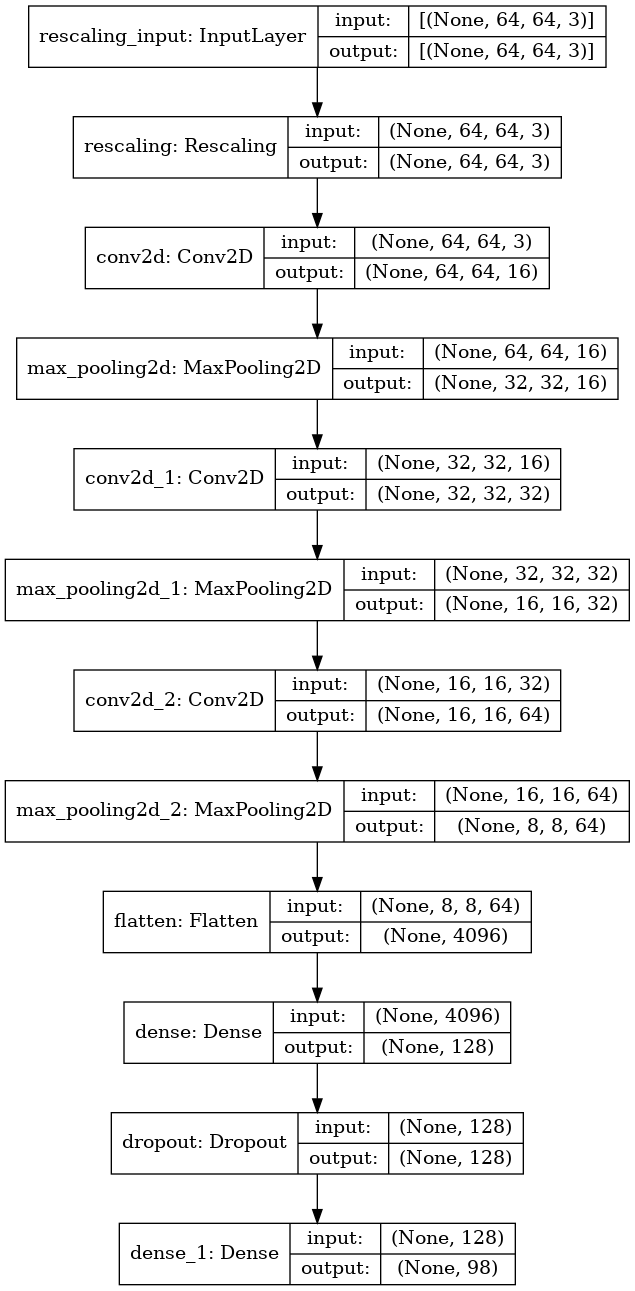 rescaling_input: InputLayer
input: [(None, 64, 64, 3)]
output: [(None, 64, 64, 3)]
rescaling: Rescaling
input: (None, 64, 64, 3)
output: (None, 64, 64, 3)
conv2d: Conv2D
input: (None, 64, 64, 3)
output: (None, 64, 64, 16)
max_pooling2d: MaxPooling2D
input: (None, 64, 64, 16)
output: (None, 32, 32, 16)
conv2d_1: Conv2D
input: (None, 32, 32, 16)
output: (None, 32, 32, 32)
max_pooling2d_1: MaxPooling2D
input: (None, 32, 32, 32)
output: (None, 16, 16, 32)
conv2d_2: Conv2D
input: (None, 16, 16, 32)
output: (None, 16, 16, 64)
max_pooling2d_2: MaxPooling2D
input: (None, 16, 16, 64)
output: (None, 8, 8, 64)
flatten: Flatten
input: (None, 8, 8, 64)
output: (None, 4096)
dense: Dense
input: (None, 4096)
output: (None, 128)
dropout: Dropout
input: (None, 128)
output: (None, 128)
dense_1: Dense
input: (None, 128)
output: (None, 98)